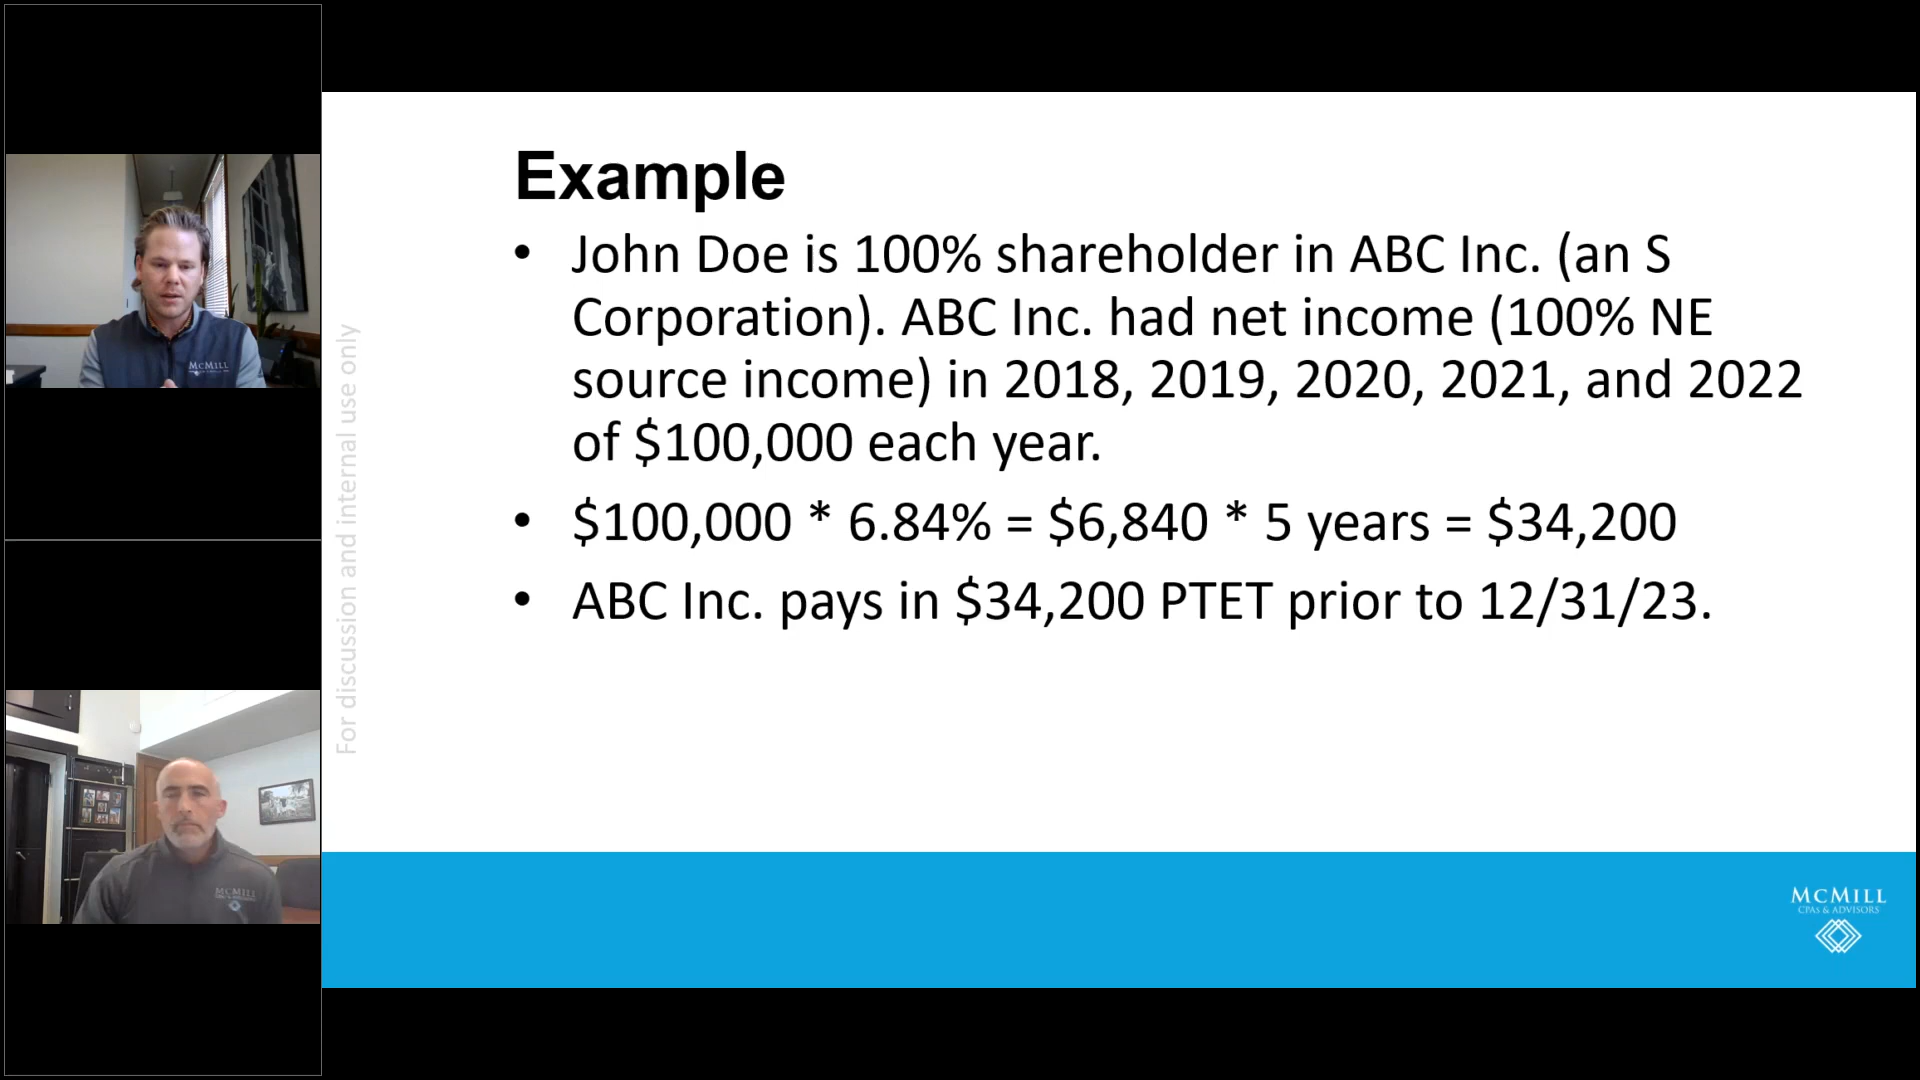 Example
• John Doe is 100% shareholder in ABC Inc. (an S
Corporation). ABC Inc. had net income (100% NE
source income) in 2018, 2019, 2020, 2021, and 2022
of $100,000 each year.
• $100,000 * 6.84% = $6,840 * 5 years = $34,200
• ABC Inc. pays in $34,200 PTET prior to 12/31/23.
For discussion and internal use only
MCMILL
CPAS & ADVISORS
MCMILL
MCMILL